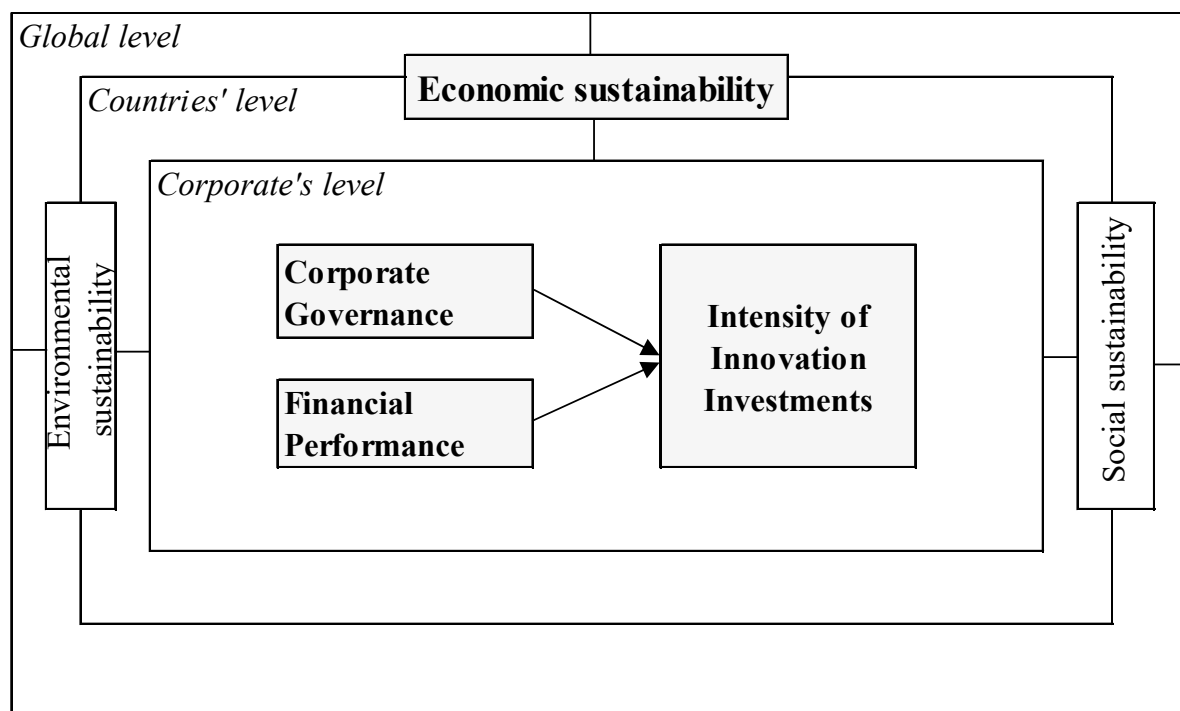 Global level
Economic sustainability
Countries' level
Corporate's level
Environmental
sustainability
Corporate
Governance
Financial
Performance
Intensity of
Innovation
Investments
Social sustainability